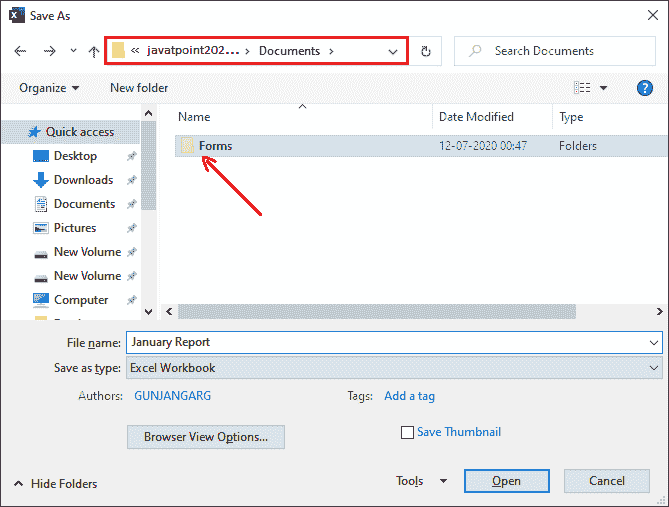 Save As
« javatpoint202... > Documents >
Search Documents
Organize
New folder
?
Name
Date Modified
Type
Quick access
Forms
12-07-2020 00:47
Folders
Desktop
Downloads
Documents
Pictures
New Volume
New Volume
Computer
File name:
January Report
Save as type:
Excel Workbook
Authors:
GUNJANGARG
Tags:
Add a tag
Browser View Options...
Save Thumbnail
Hide Folders
Tools
Open
Cancel